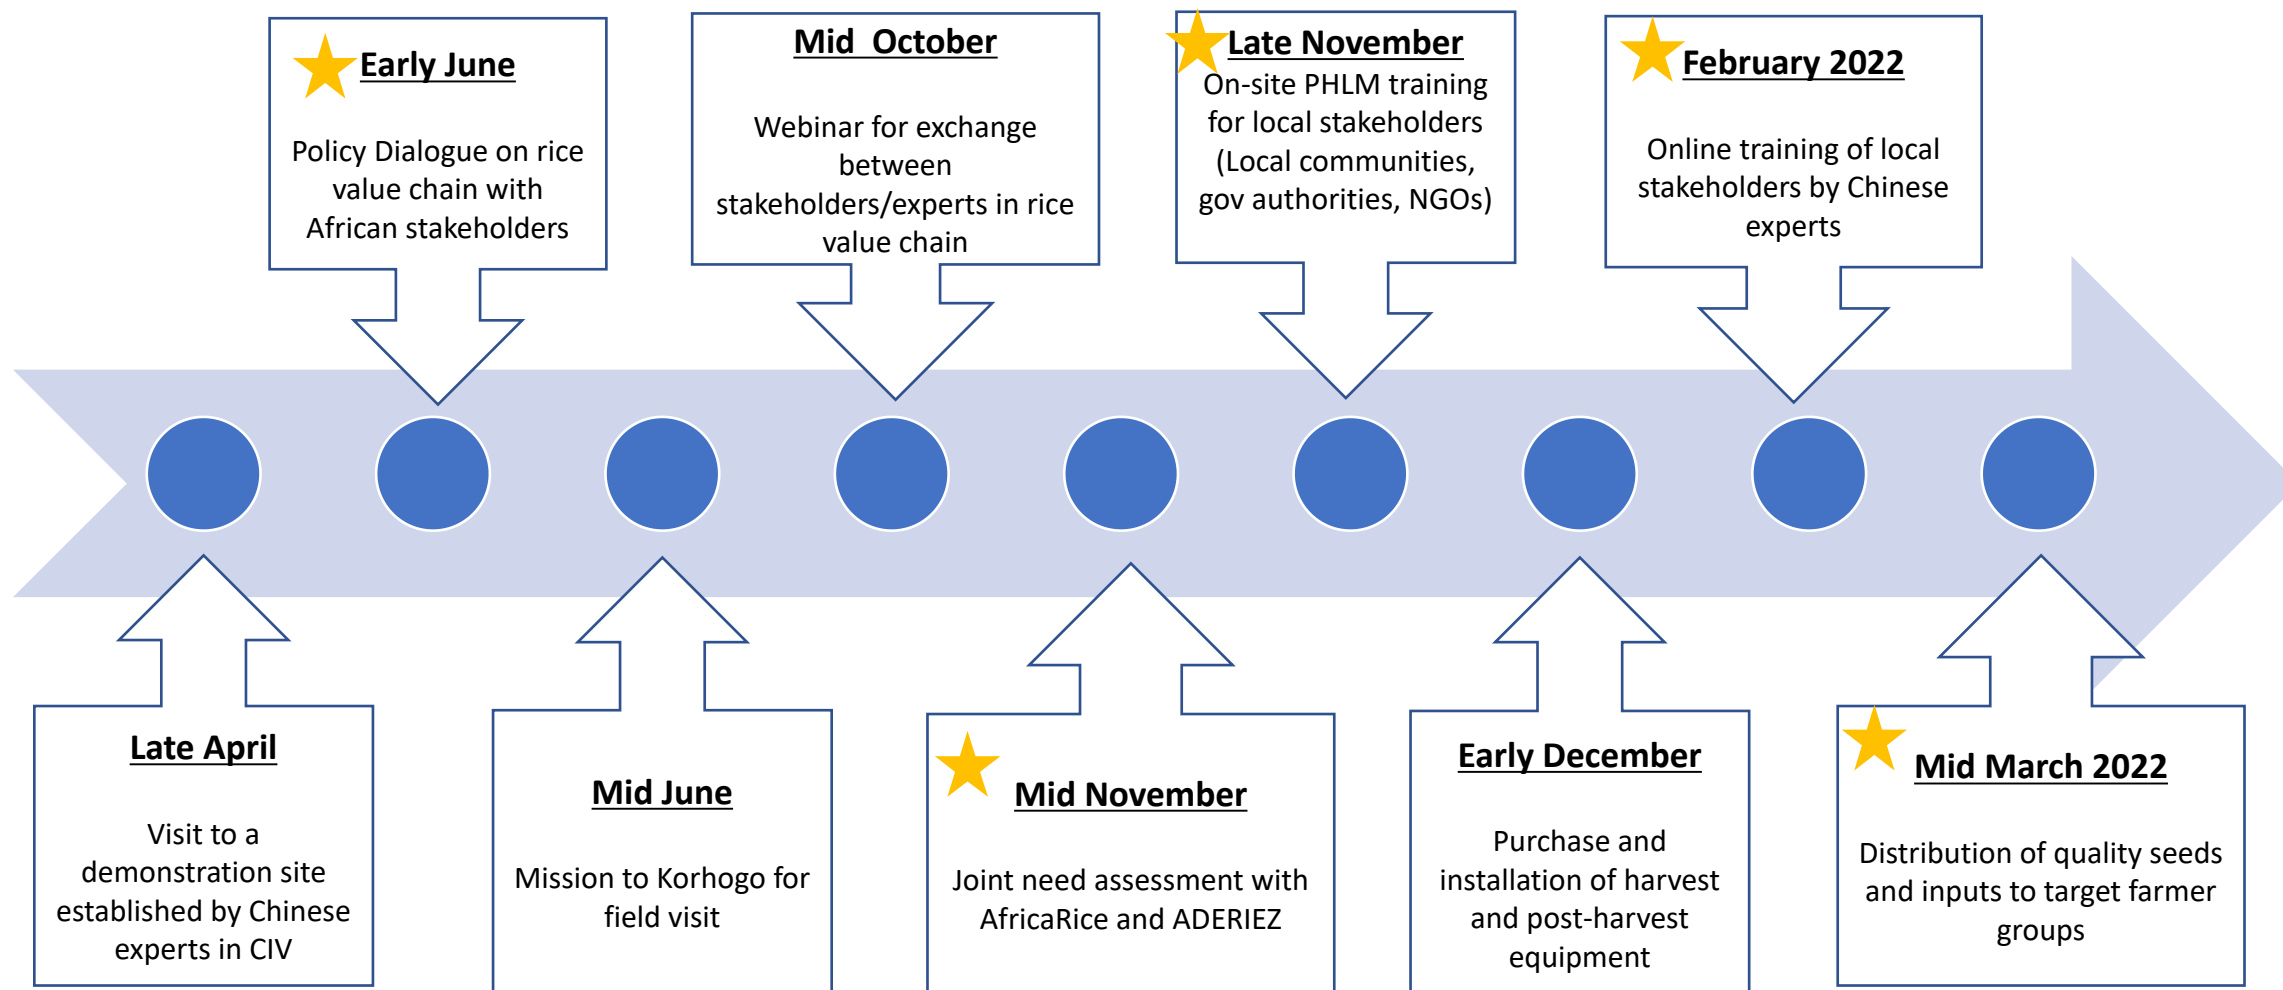 Early June
Policy Dialogue on rice
value chain with
African stakeholders
Mid October
Webinar for exchange
between
stakeholders/experts in rice
value chain
Late November
On-site PHLM training
for local stakeholders
(Local communities,
gov authorities, NGOs)
February 2022
Online training of local
stakeholders by Chinese
experts
Late April
Visit to a
demonstration site
established by Chinese
experts in CIV
Mid June
Mission to Korhogo for
field visit
Mid November
Joint need assessment with
AfricaRice and ADERIEZ
Early December
Purchase and
installation of harvest
and post-harvest
equipment
Mid March 2022
Distribution of quality seeds
and inputs to target farmer
groups